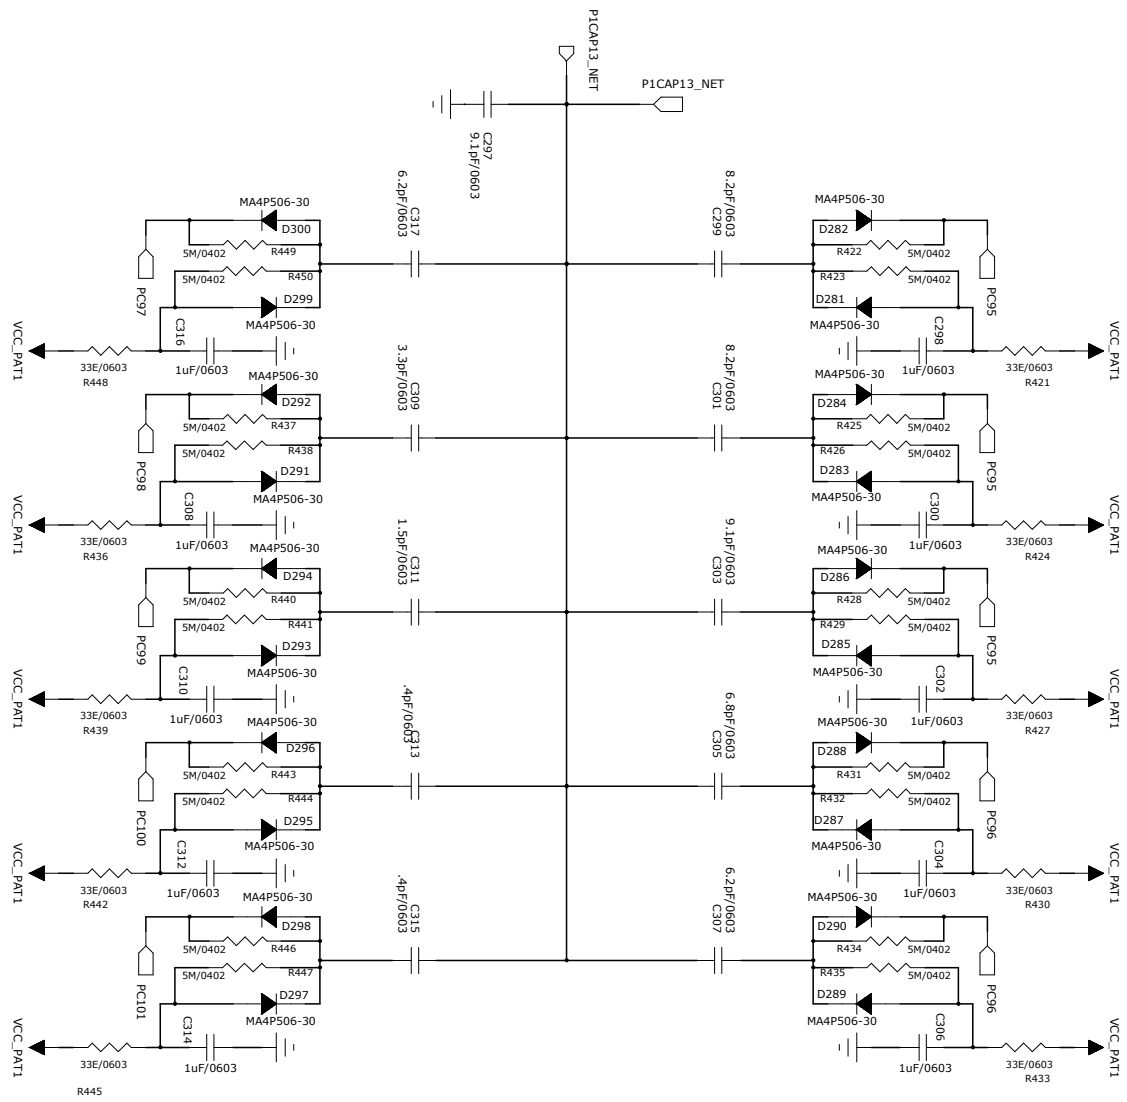 P1CAP13_NET
P1CAP13_NET
C297
9.1pF/0603
C317
6.2pF/0603
MA4P506-30
D300
5M/0402
R449
5M/0402
R450
D299
MA4P506-30
PC97
C316
1uF/0603
VCC_PAT1
33E/0603
R448
C299
8.2pF/0603
MA4P506-30
D282
R422
5M/0402
R423
5M/0402
D281
MA4P506-30
PC95
C298
1uF/0603
33E/0603
R421
VCC_PAT1
C309
3.3pF/0603
MA4P506-30
D292
5M/0402
R437
5M/0402
R438
D291
MA4P506-30
PC98
C308
1uF/0603
VCC_PAT1
33E/0603
R436
C301
8.2pF/0603
MA4P506-30
D284
R425
5M/0402
R426
5M/0402
D283
MA4P506-30
PC95
C300
1uF/0603
33E/0603
R424
VCC_PAT1
C311
1.5pF/0603
MA4P506-30
D294
5M/0402
R440
5M/0402
R441
D293
MA4P506-30
PC99
C310
1uF/0603
VCC_PAT1
33E/0603
R439
C303
9.1pF/0603
MA4P506-30
D286
R428
5M/0402
R429
5M/0402
D285
MA4P506-30
PC95
C302
1uF/0603
33E/0603
R427
VCC_PAT1
C313
.4pF/0603
MA4P506-30
D296
5M/0402
R443
5M/0402
R444
D295
MA4P506-30
PC100
C312
1uF/0603
VCC_PAT1
33E/0603
R442
C305
6.8pF/0603
MA4P506-30
D288
R431
5M/0402
R432
5M/0402
D287
MA4P506-30
PC96
C304
1uF/0603
33E/0603
R430
VCC_PAT1
C315
.4pF/0603
MA4P506-30
D298
5M/0402
R446
5M/0402
R447
D297
MA4P506-30
PC101
C314
1uF/0603
VCC_PAT1
33E/0603
R445
C307
6.2pF/0603
MA4P506-30
D290
R434
5M/0402
R435
5M/0402
D289
MA4P506-30
PC96
C306
1uF/0603
33E/0603
R433
VCC_PAT1